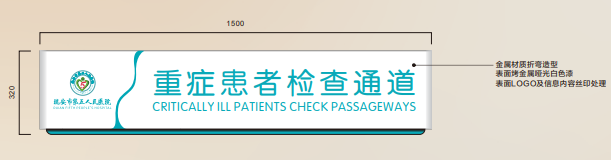 1500
320
重症患者检查通道
CRITICALLY ILL PATIENTS CHECK PASSAGEWAYS
金属材质折弯造型
表面烤金属哑光白色漆
表面LOGO及信息内容丝印处理